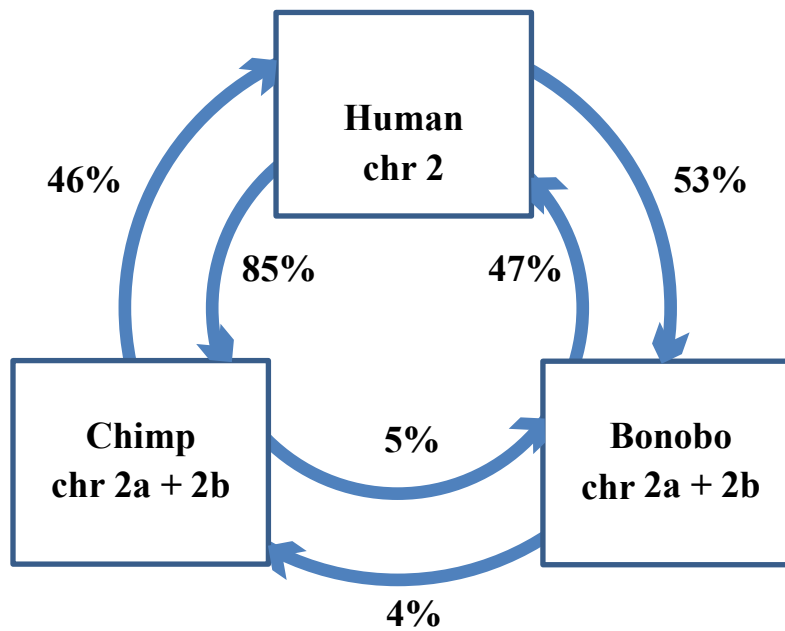 Human
chr 2
46%
53%
85%
47%
Chimp
chr 2a + 2b
5%
Bonobo
chr 2a + 2b
4%